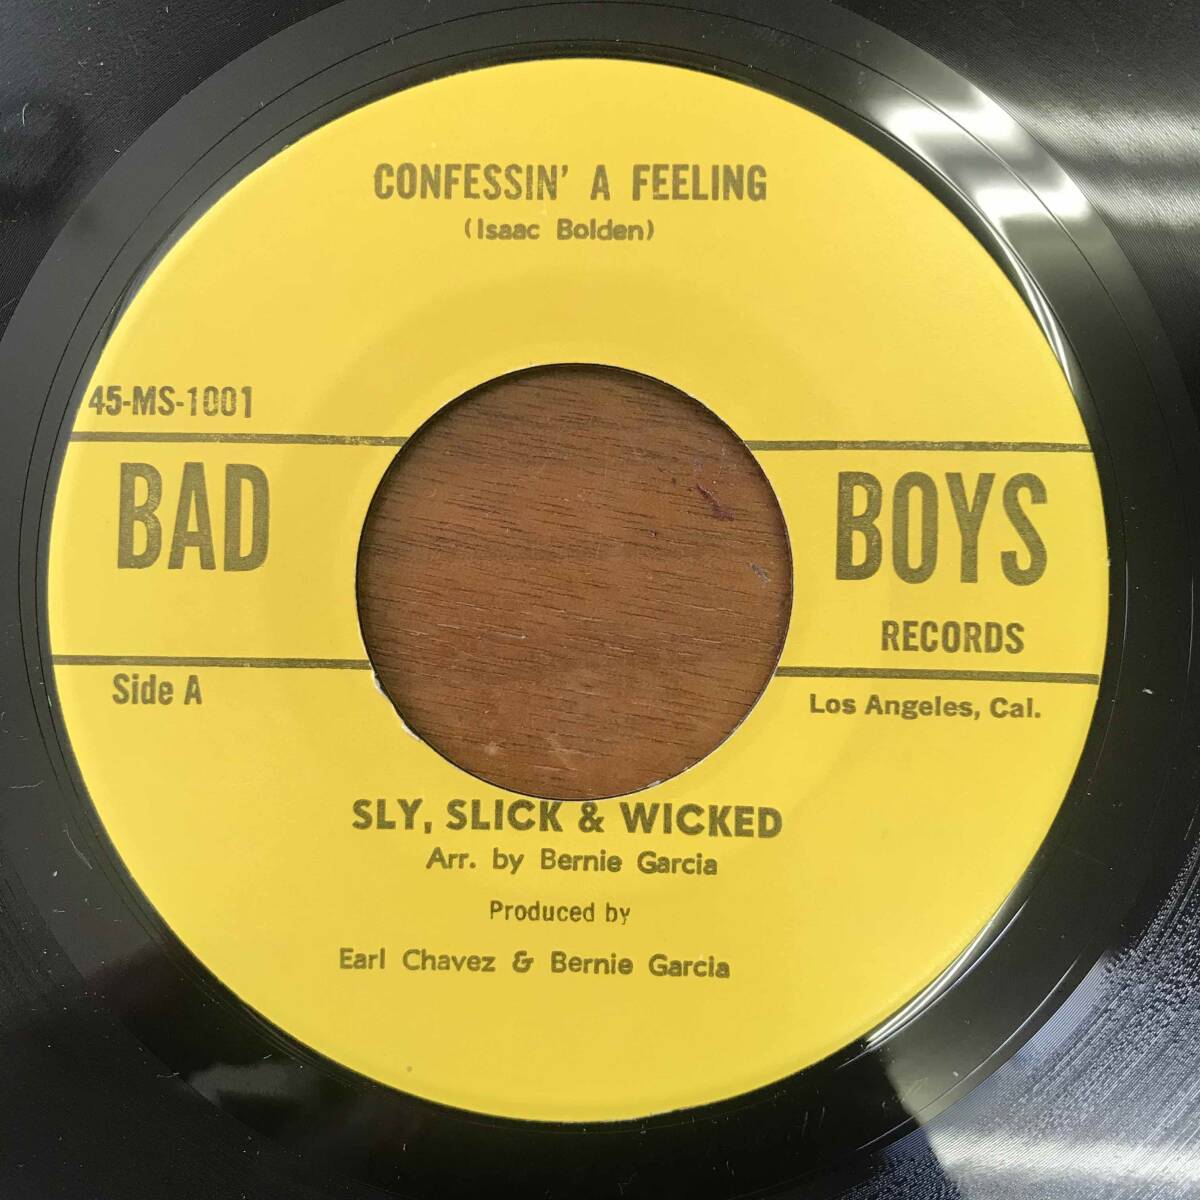 CONFESSIN' A FEELING
(Isaac Bolden)
45-MS-1001
BAD BOYS
RECORDS
Side A
Los Angeles, Cal.
SLY, SLICK & WICKED
Arr. by Bernie Garcia
Produced by
Earl Chavez & Bernie Garcia